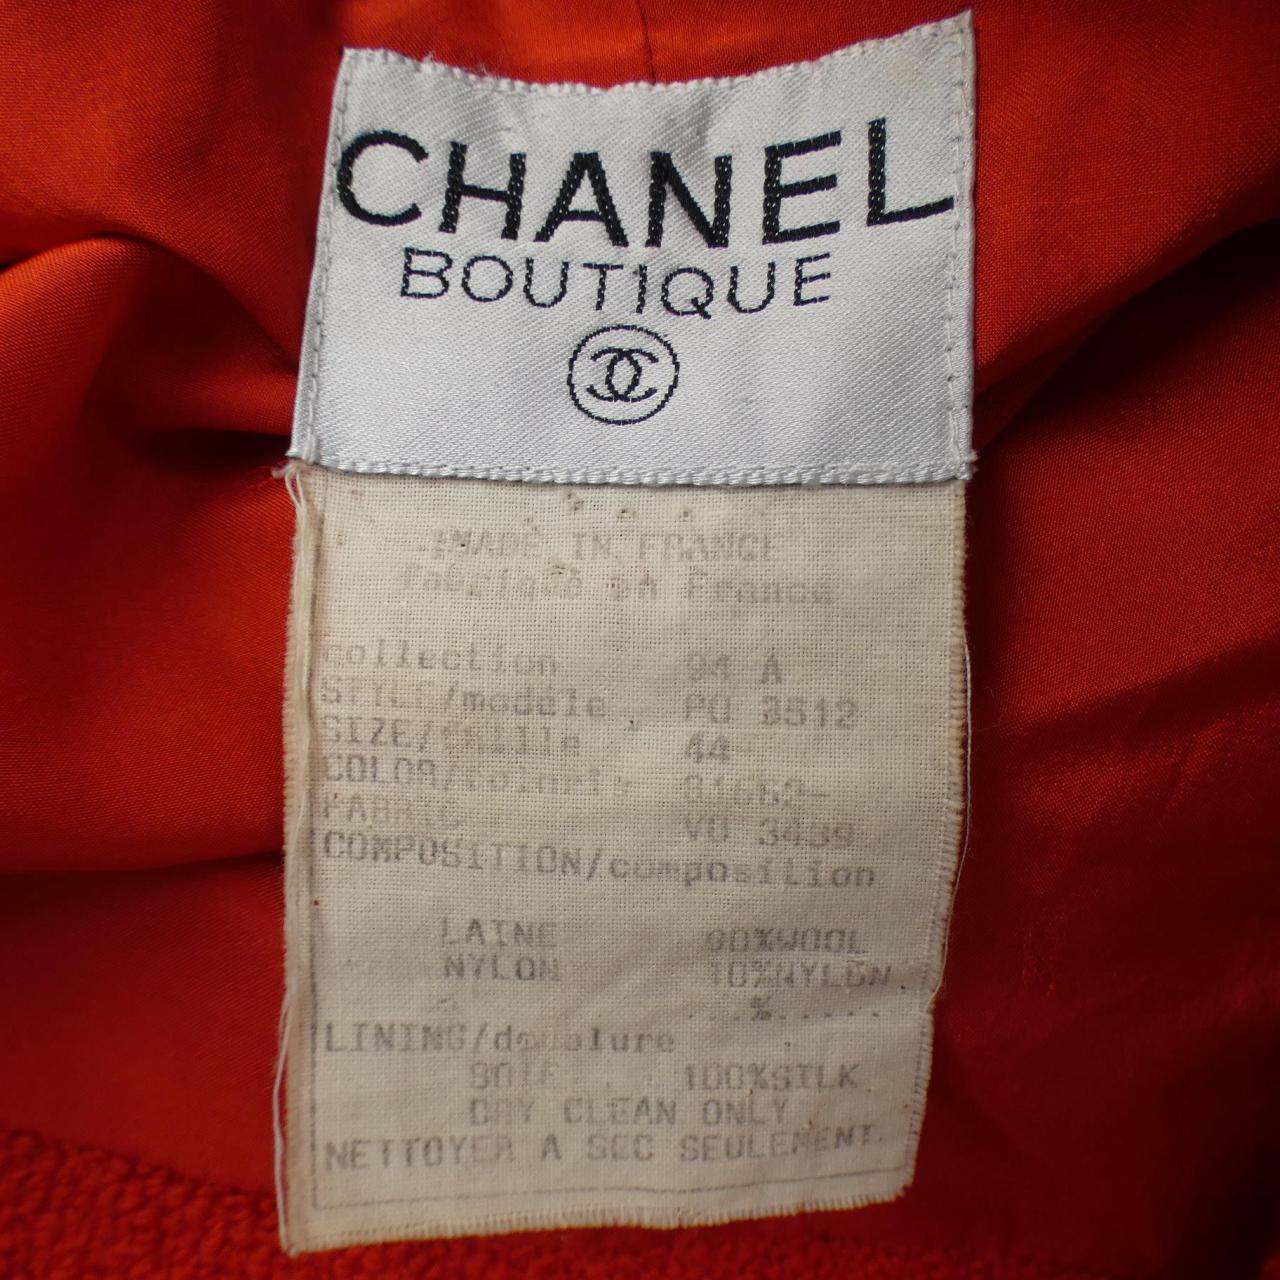 CHANEL
BOUTIQUE
MADE IN FRANCE
Fabriqué en France
collection 94 A
STYLE/modèle PO 3512
SIZE/taille 44
COLOR/coloris
FABRIC VO 3439
COMPOSITION/composition
LAINE 90%WOOL
NYLON 10%NYLON
...%.....
LINING/doublure
SOIE 100%SILK
DRY CLEAN ONLY
NETTOYER A SEC SEULEMENT.